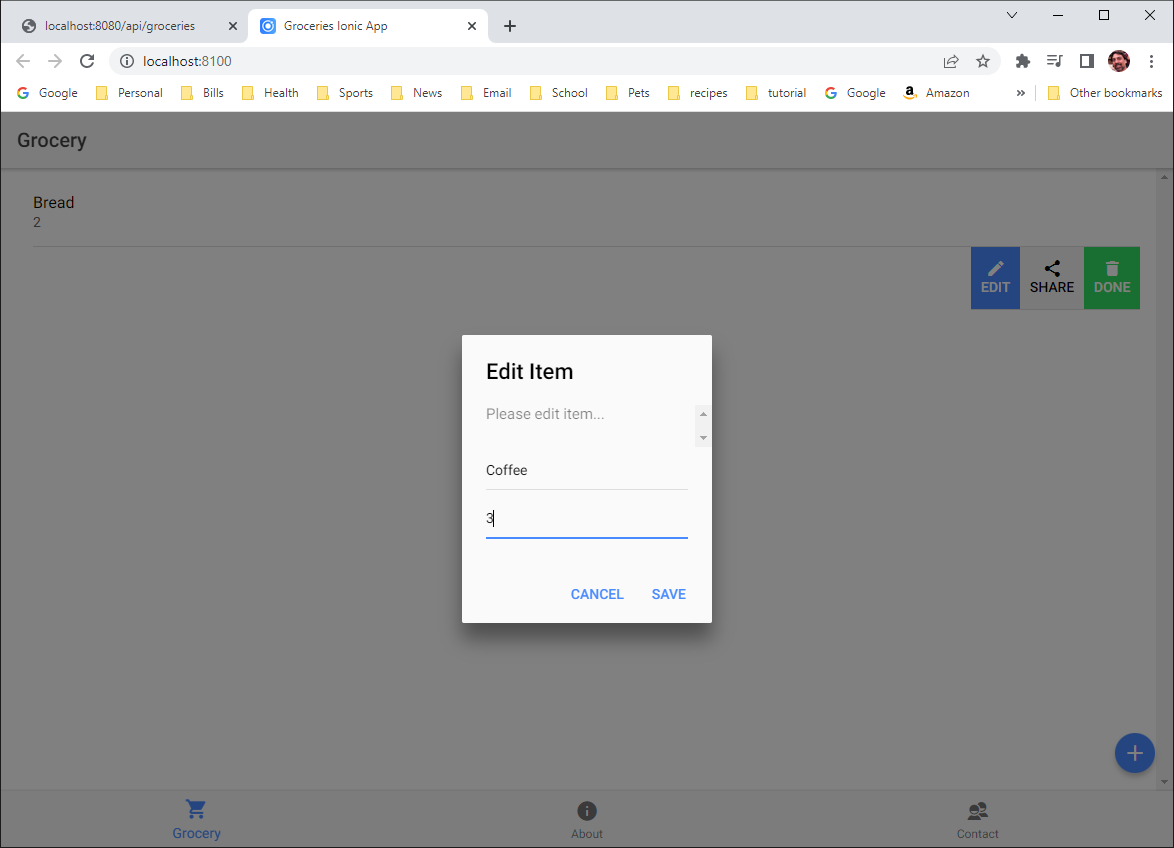 localhost:8080/api/groceries
Groceries Ionic App
localhost:8100
Google Personal Bills Health Sports News Email School Pets recipes tutorial Google Amazon » Other bookmarks
Grocery
Bread
2
EDIT SHARE DONE
Edit Item
Please edit item...
Coffee
3
CANCEL SAVE
Grocery About Contact